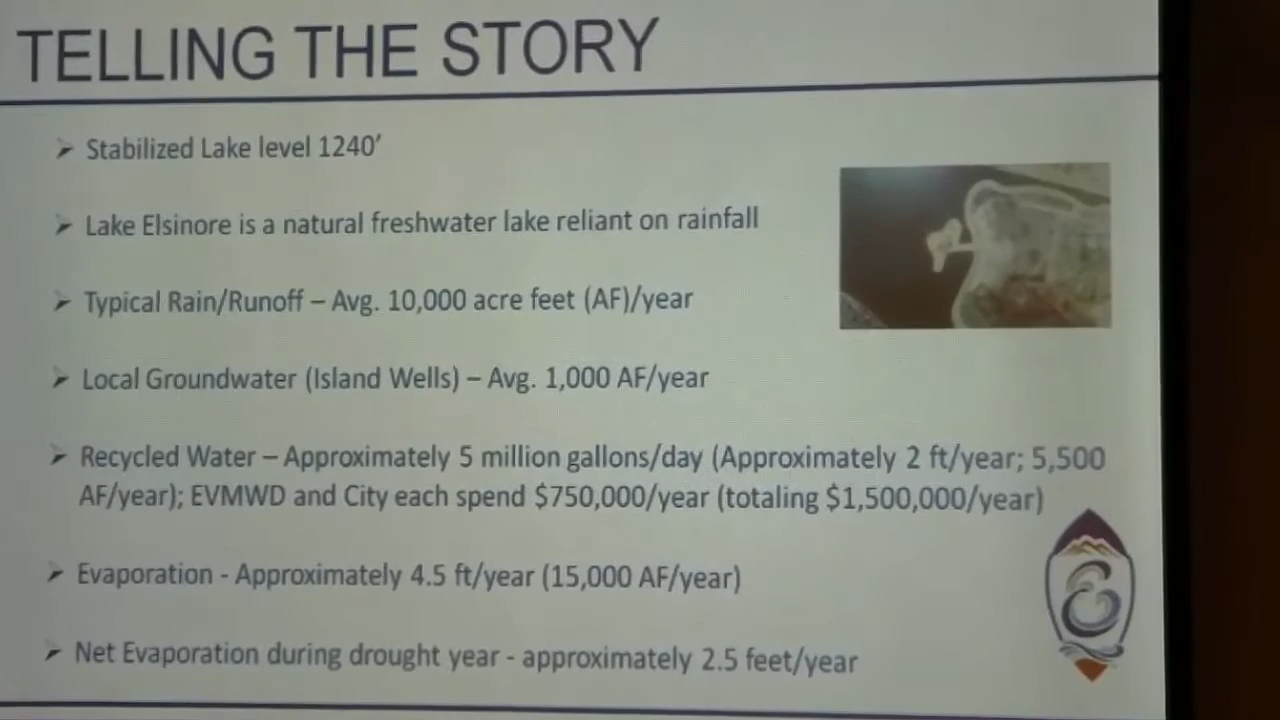 TELLING THE STORY
➢ Stabilized Lake level 1240’
➢ Lake Elsinore is a natural freshwater lake reliant on rainfall
➢ Typical Rain/Runoff – Avg. 10,000 acre feet (AF)/year
➢ Local Groundwater (Island Wells) – Avg. 1,000 AF/year
➢ Recycled Water – Approximately 5 million gallons/day (Approximately 2 ft/year; 5,500
AF/year); EVMWD and City each spend $750,000/year (totaling $1,500,000/year)
➢ Evaporation - Approximately 4.5 ft/year (15,000 AF/year)
➢ Net Evaporation during drought year - approximately 2.5 feet/year